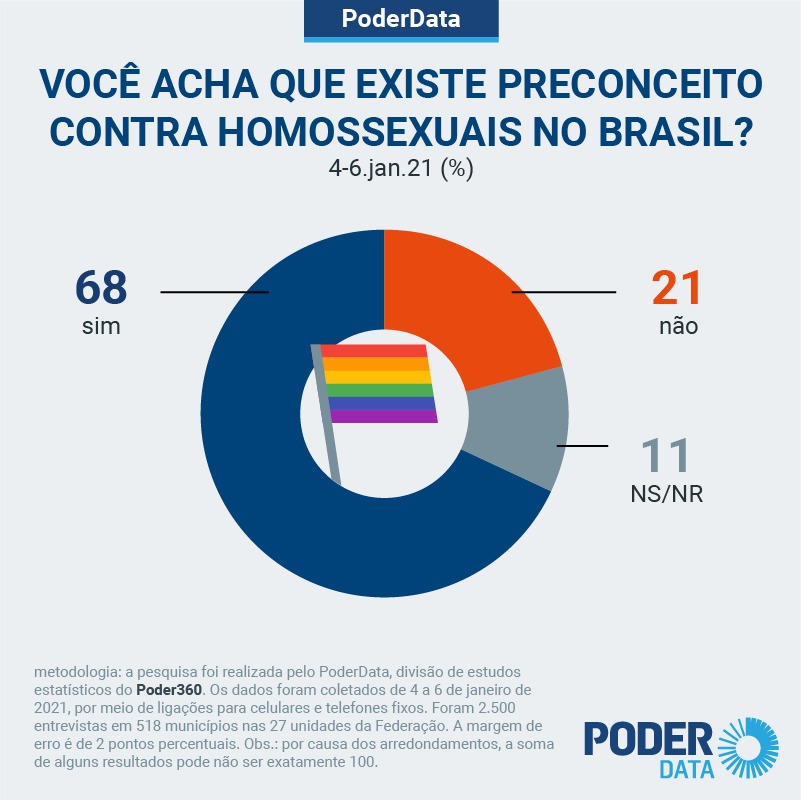 PoderData
VOCÊ ACHA QUE EXISTE PRECONCEITO
CONTRA HOMOSSEXUAIS NO BRASIL?
4-6.jan.21 (%)
68
sim
21
não
11
NS/NR
metodologia: a pesquisa foi realizada pelo PoderData, divisão de estudos
estatísticos do Poder360. Os dados foram coletados de 4 a 6 de janeiro de
2021, por meio de ligações para celulares e telefones fixos. Foram 2.500
entrevistas em 518 municípios nas 27 unidades da Federação. A margem de
erro é de 2 pontos percentuais. Obs.: por causa dos arredondamentos, a soma
de alguns resultados pode não ser exatamente 100.
PODER
DATA